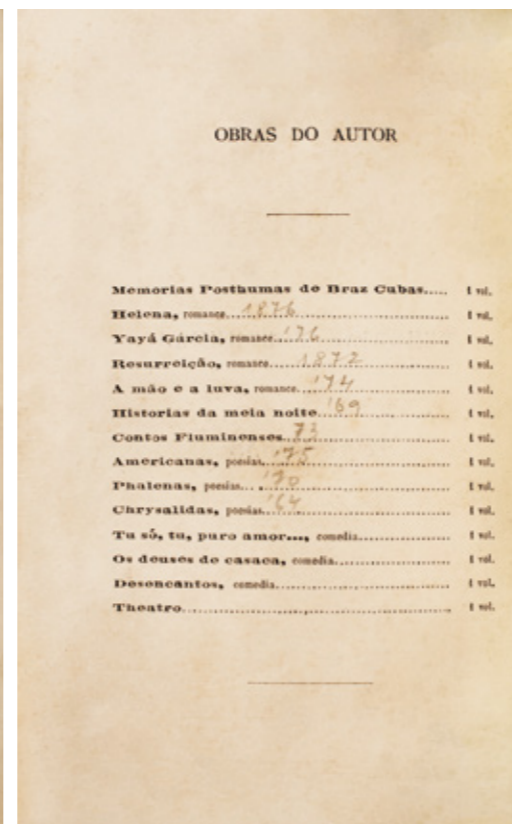 OBRAS DO AUTOR
Memorias Posthumas de Braz Cubas..... 1 vol.
Helena, romance. 1876 1 vol.
Yayá Garcia, romance. '76 1 vol.
Resurreição, romance. 1872 1 vol.
A mão e a luva, romance. '74 1 vol.
Historias da meia noite. '69 1 vol.
Contos Fluminenses. 73 1 vol.
Americanas, poesias. '75 1 vol.
Phalenas, poesias. '70 1 vol.
Chrysalidas, poesias. '64 1 vol.
Tu só, tu, puro amor..., comedia. 1 vol.
Os deuses de casaca, comedia. 1 vol.
Desencantos, comedia. 1 vol.
Theatro. 1 vol.